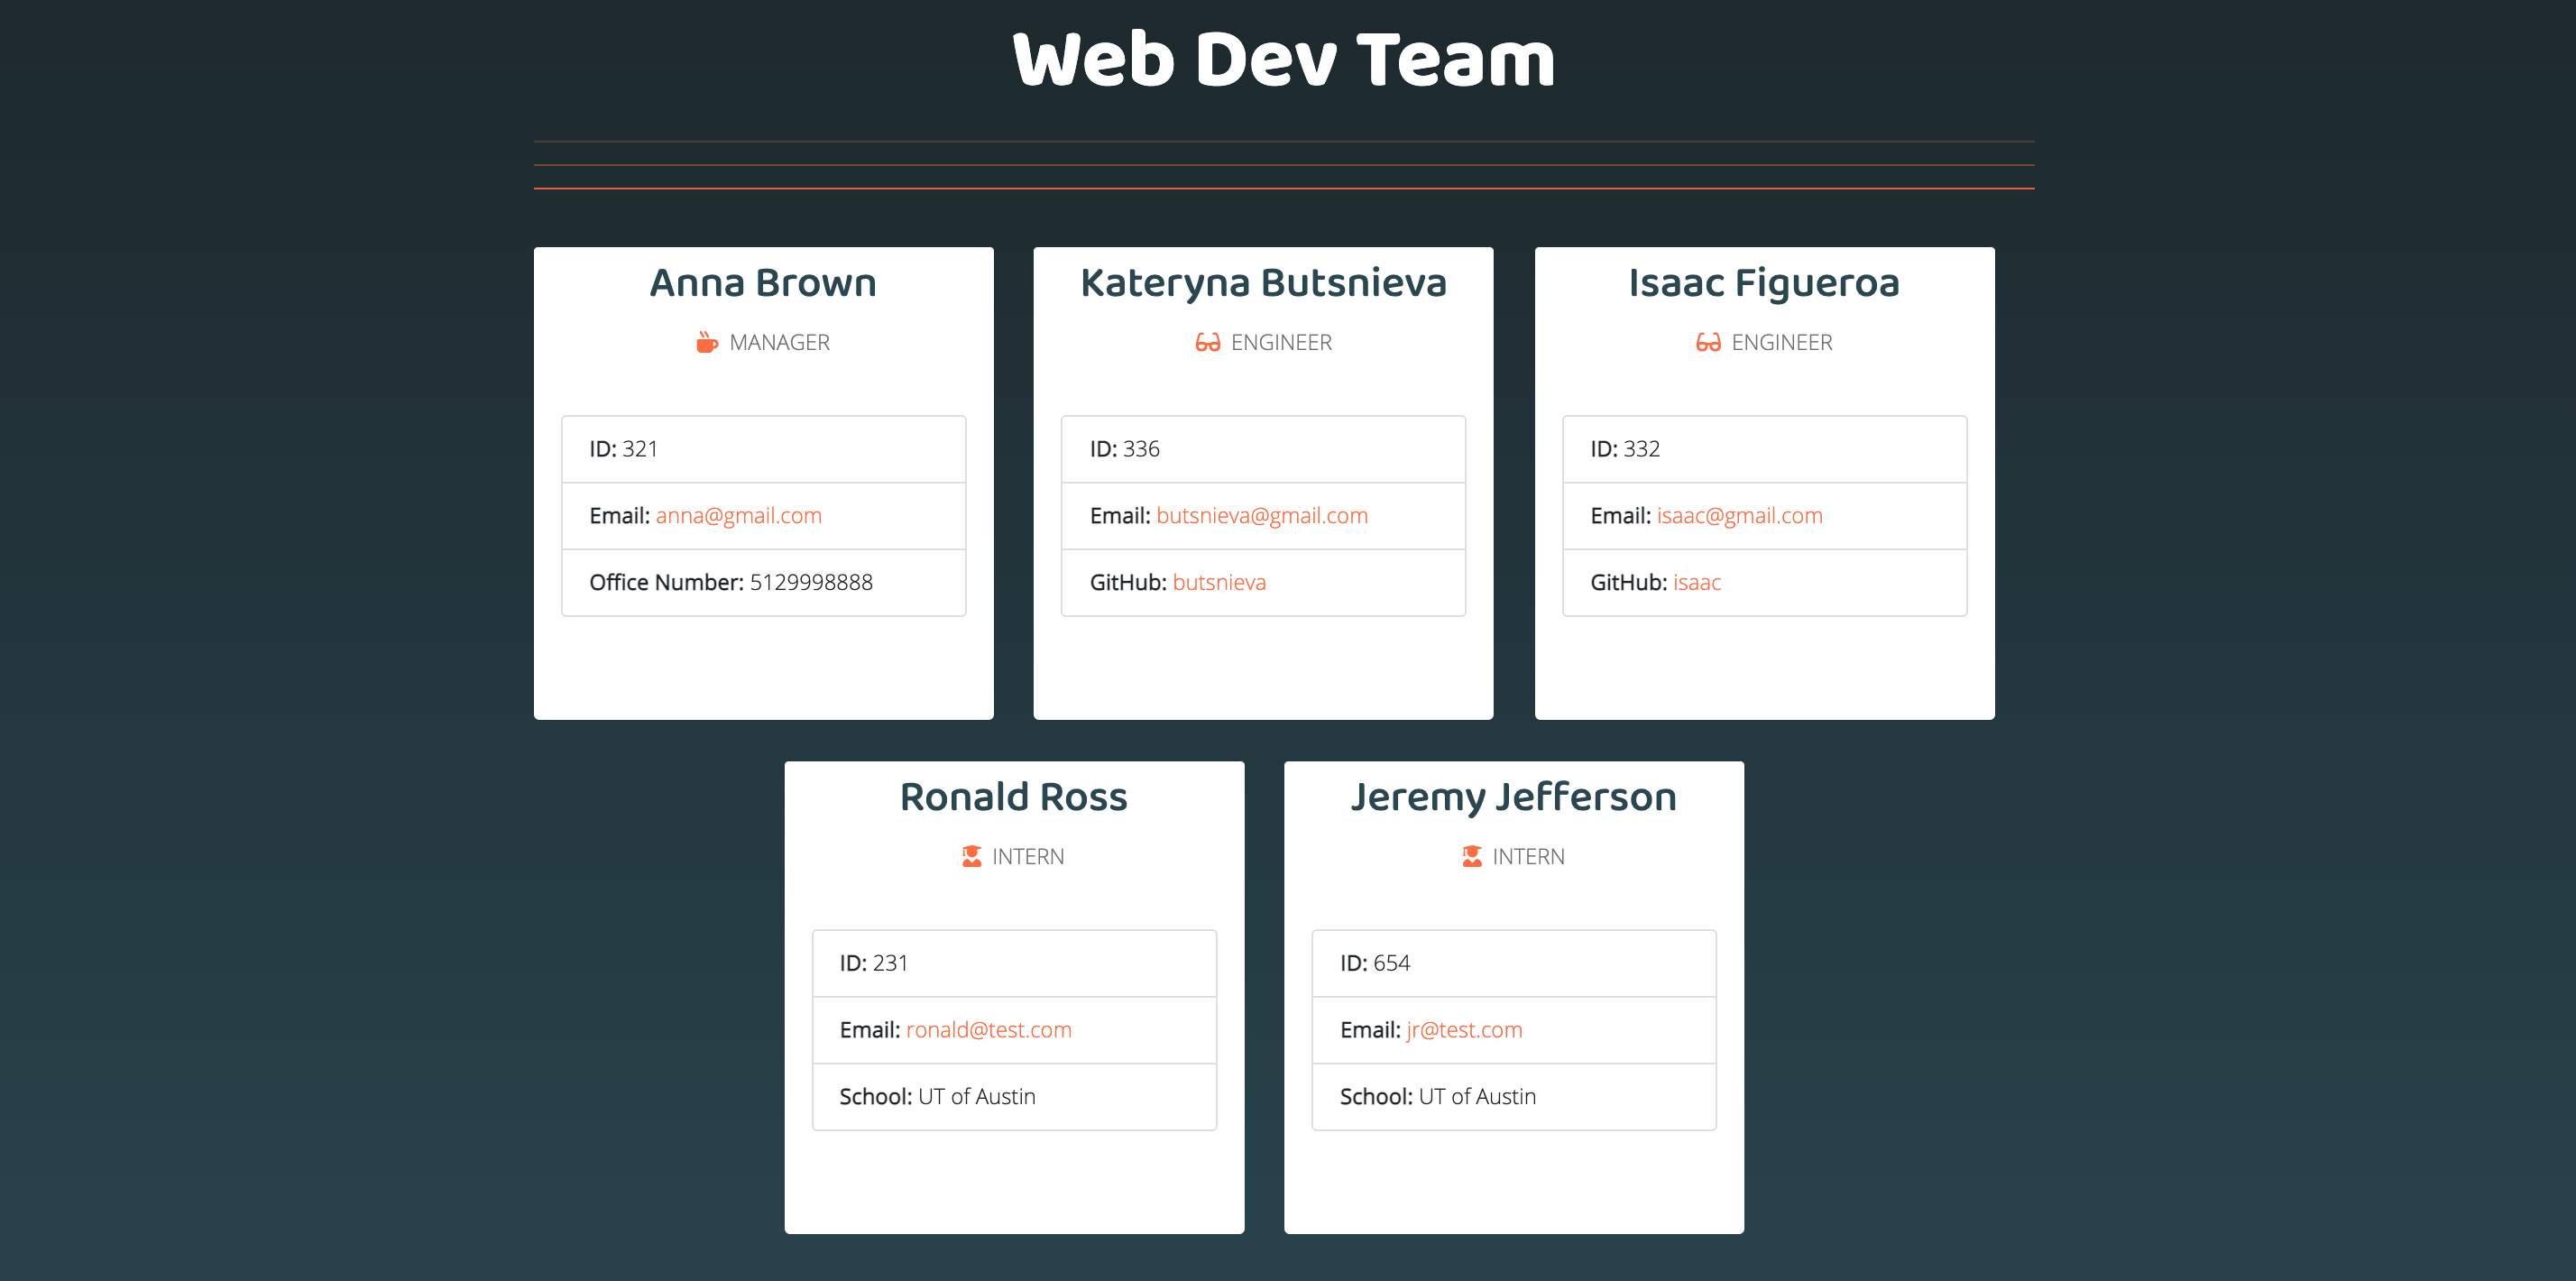 Web Dev Team
Anna Brown
MANAGER
ID: 321
Email: anna@gmail.com
Office Number: 5129998888
Kateryna Butsnieva
ENGINEER
ID: 336
Email: butsnieva@gmail.com
GitHub: butsnieva
Isaac Figueroa
ENGINEER
ID: 332
Email: isaac@gmail.com
GitHub: isaac
Ronald Ross
INTERN
ID: 231
Email: ronald@test.com
School: UT of Austin
Jeremy Jefferson
INTERN
ID: 654
Email: jr@test.com
School: UT of Austin